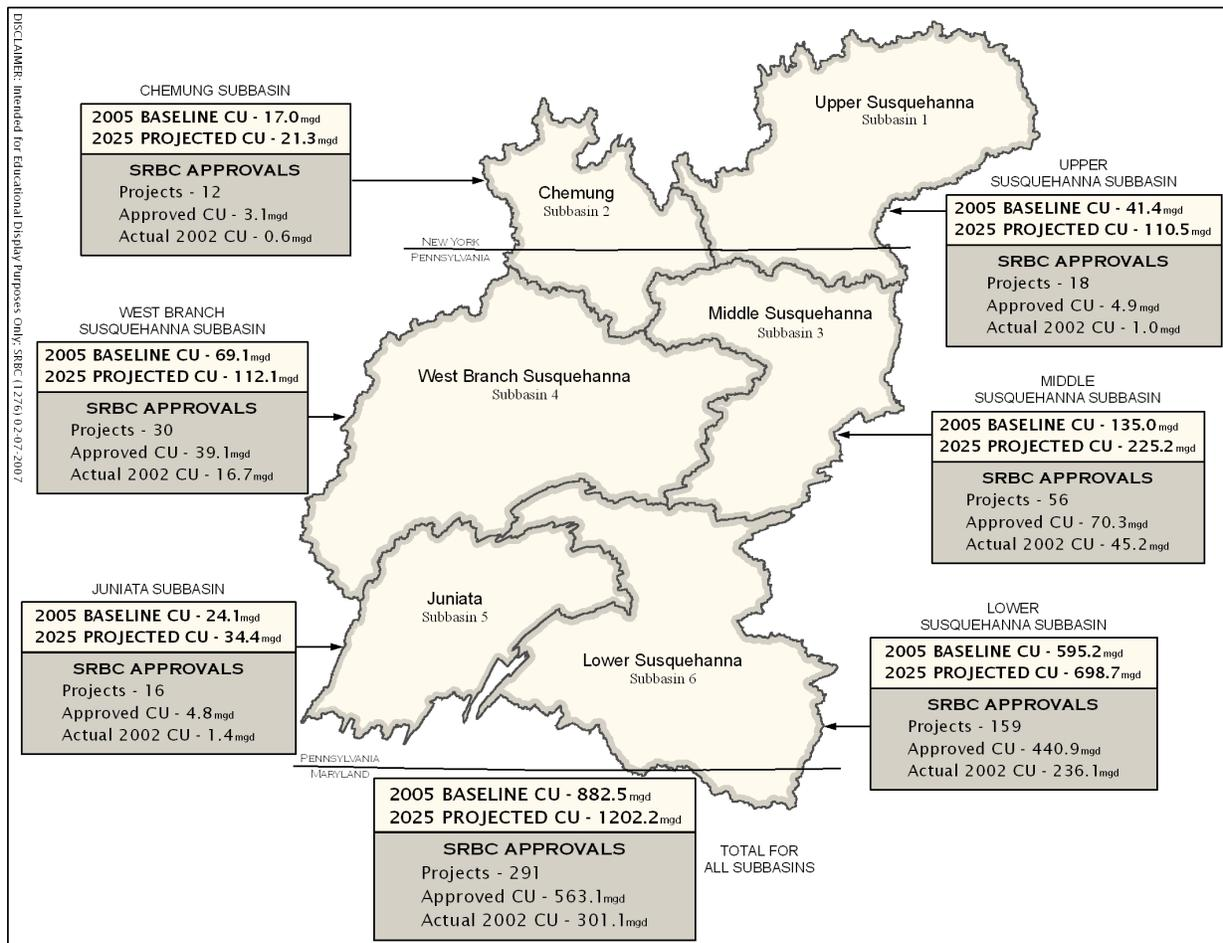 DISCLAIMER: Intended for Educational Display Purposes Only; SRBC (1276) 02-07-2007
CHEMUNG SUBBASIN
2005 BASELINE CU - 17.0mgd
2025 PROJECTED CU - 21.3mgd
SRBC APPROVALS
Projects - 12
Approved CU - 3.1mgd
Actual 2002 CU - 0.6mgd
Upper Susquehanna
Subbasin 1
Chemung
Subbasin 2
UPPER
SUSQUEHANNA SUBBASIN
2005 BASELINE CU - 41.4mgd
2025 PROJECTED CU - 110.5mgd
SRBC APPROVALS
Projects - 18
Approved CU - 4.9mgd
Actual 2002 CU - 1.0mgd
NEW YORK
PENNSYLVANIA
WEST BRANCH
SUSQUEHANNA SUBBASIN
2005 BASELINE CU - 69.1mgd
2025 PROJECTED CU - 112.1mgd
SRBC APPROVALS
Projects - 30
Approved CU - 39.1mgd
Actual 2002 CU - 16.7mgd
Middle Susquehanna
Subbasin 3
West Branch Susquehanna
Subbasin 4
MIDDLE
SUSQUEHANNA SUBBASIN
2005 BASELINE CU - 135.0mgd
2025 PROJECTED CU - 225.2mgd
SRBC APPROVALS
Projects - 56
Approved CU - 70.3mgd
Actual 2002 CU - 45.2mgd
JUNIATA SUBBASIN
2005 BASELINE CU - 24.1mgd
2025 PROJECTED CU - 34.4mgd
SRBC APPROVALS
Projects - 16
Approved CU - 4.8mgd
Actual 2002 CU - 1.4mgd
Juniata
Subbasin 5
Lower Susquehanna
Subbasin 6
LOWER
SUSQUEHANNA SUBBASIN
2005 BASELINE CU - 595.2mgd
2025 PROJECTED CU - 698.7mgd
SRBC APPROVALS
Projects - 159
Approved CU - 440.9mgd
Actual 2002 CU - 236.1mgd
PENNSYLVANIA
MARYLAND
2005 BASELINE CU - 882.5mgd
2025 PROJECTED CU - 1202.2mgd
SRBC APPROVALS
Projects - 291
Approved CU - 563.1mgd
Actual 2002 CU - 301.1mgd
TOTAL FOR
ALL SUBBASINS